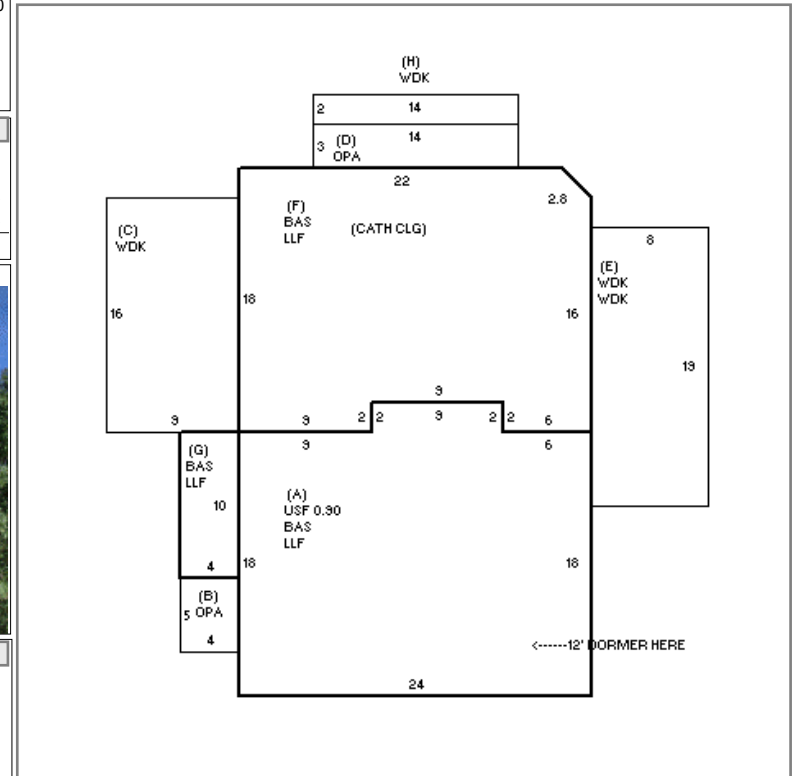 (H)
WDK
2
14
14
3
(D)
OPA
22
2.8
(F)
BAS
LLF
(CATH CLG)
(C)
WDK
8
(E)
WDK
WDK
18
16
16
19
9
9
9
2
2
9
2
2
6
9
6
(G)
BAS
LLF
10
(A)
USF 0.90
BAS
LLF
4
18
18
(B)
5 OPA
4
<------12' DORMER HERE
24